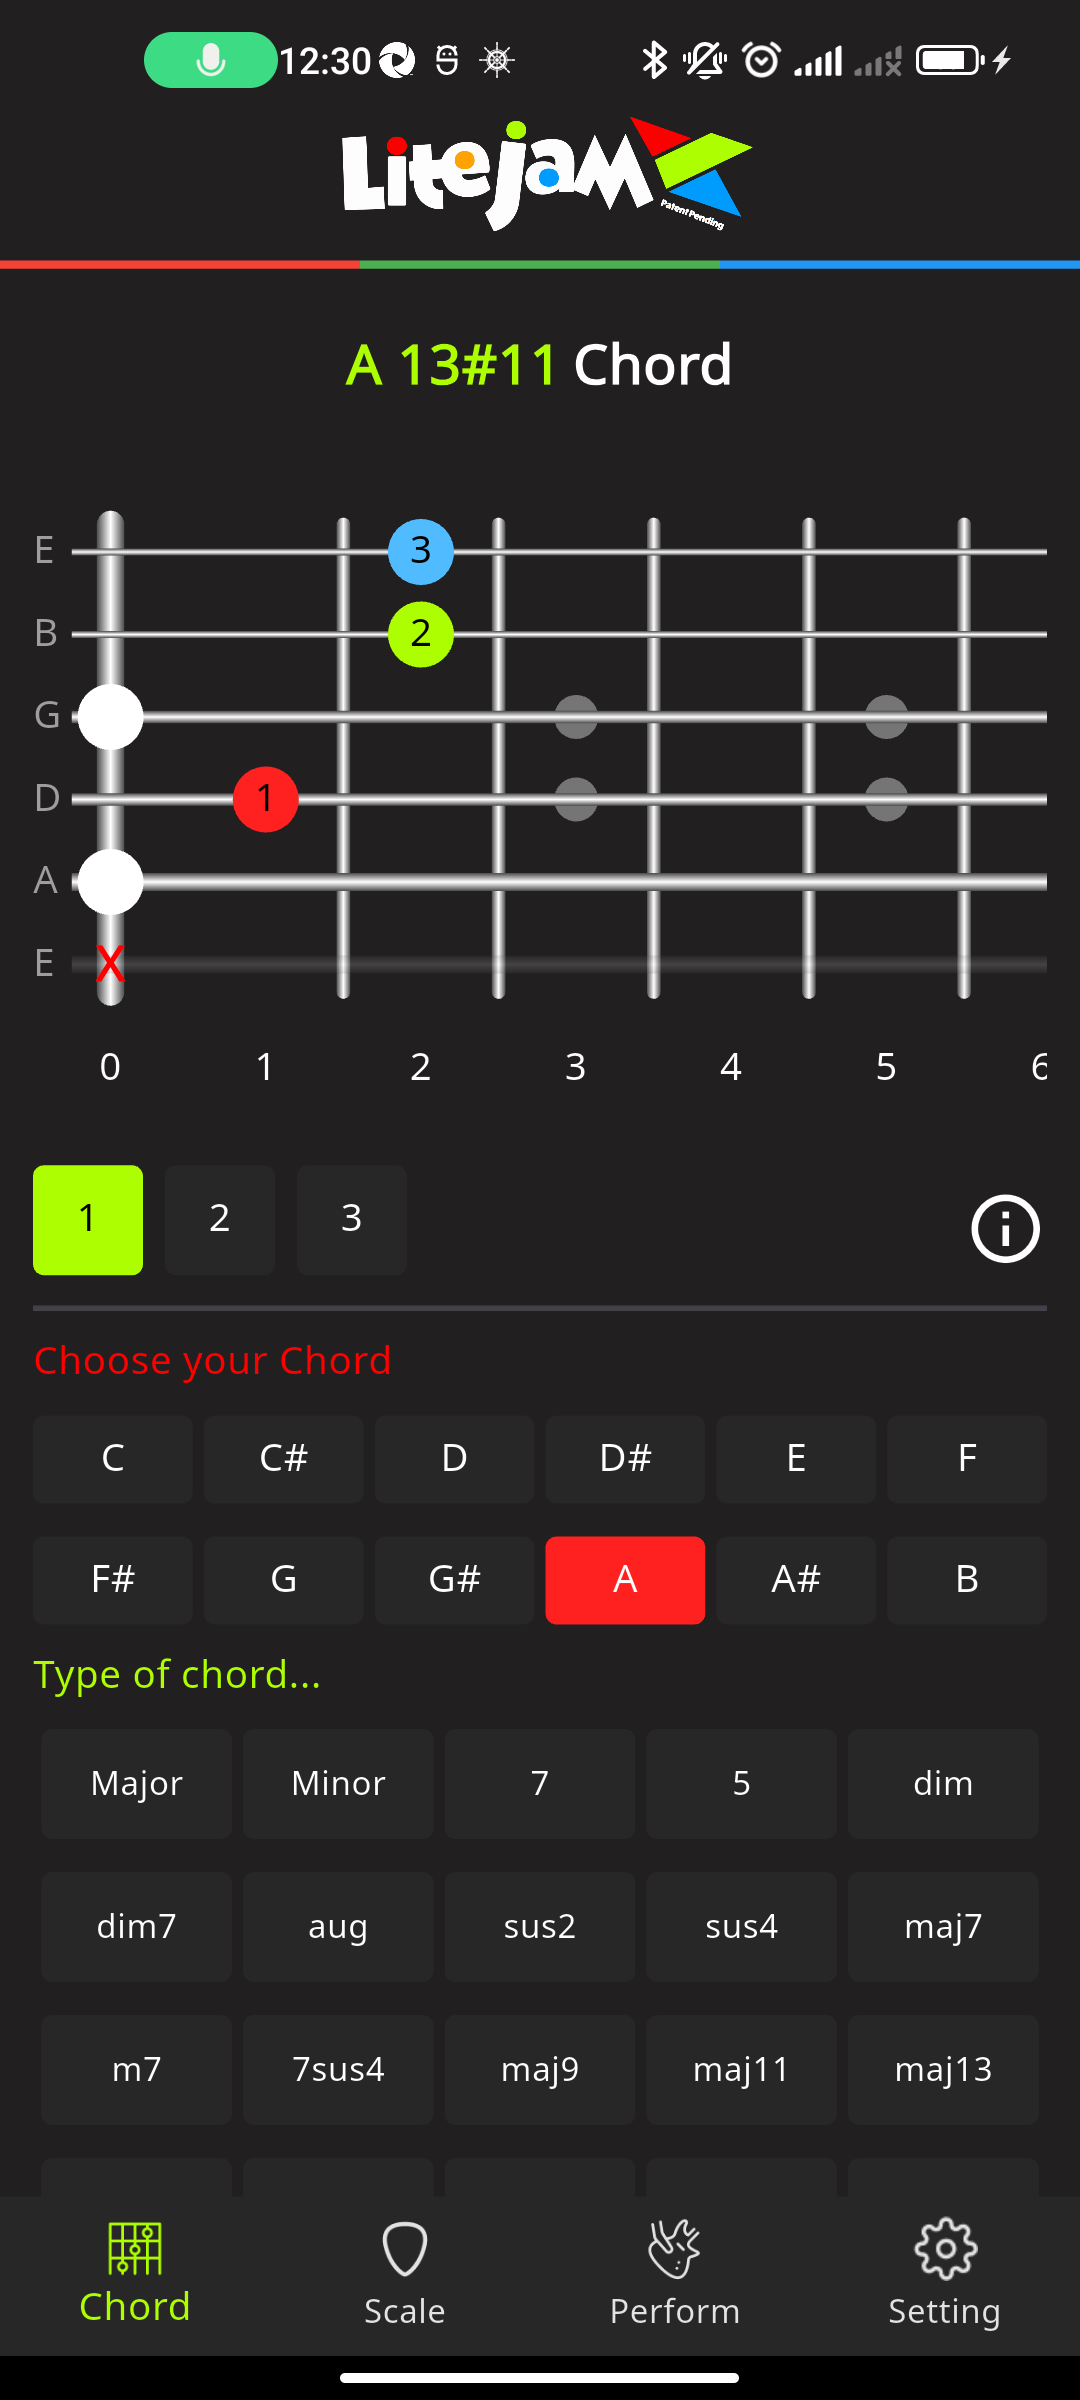 12:30
Litejam
Patent Pending
A 13#11 Chord
E 3
B 2
G
D 1
A
E X
0 1 2 3 4 5 6
1 2 3
Choose your Chord
C C# D D# E F
F# G G# A A# B
Type of chord...
Major Minor 7 5 dim
dim7 aug sus2 sus4 maj7
m7 7sus4 maj9 maj11 maj13
Chord Scale Perform Setting